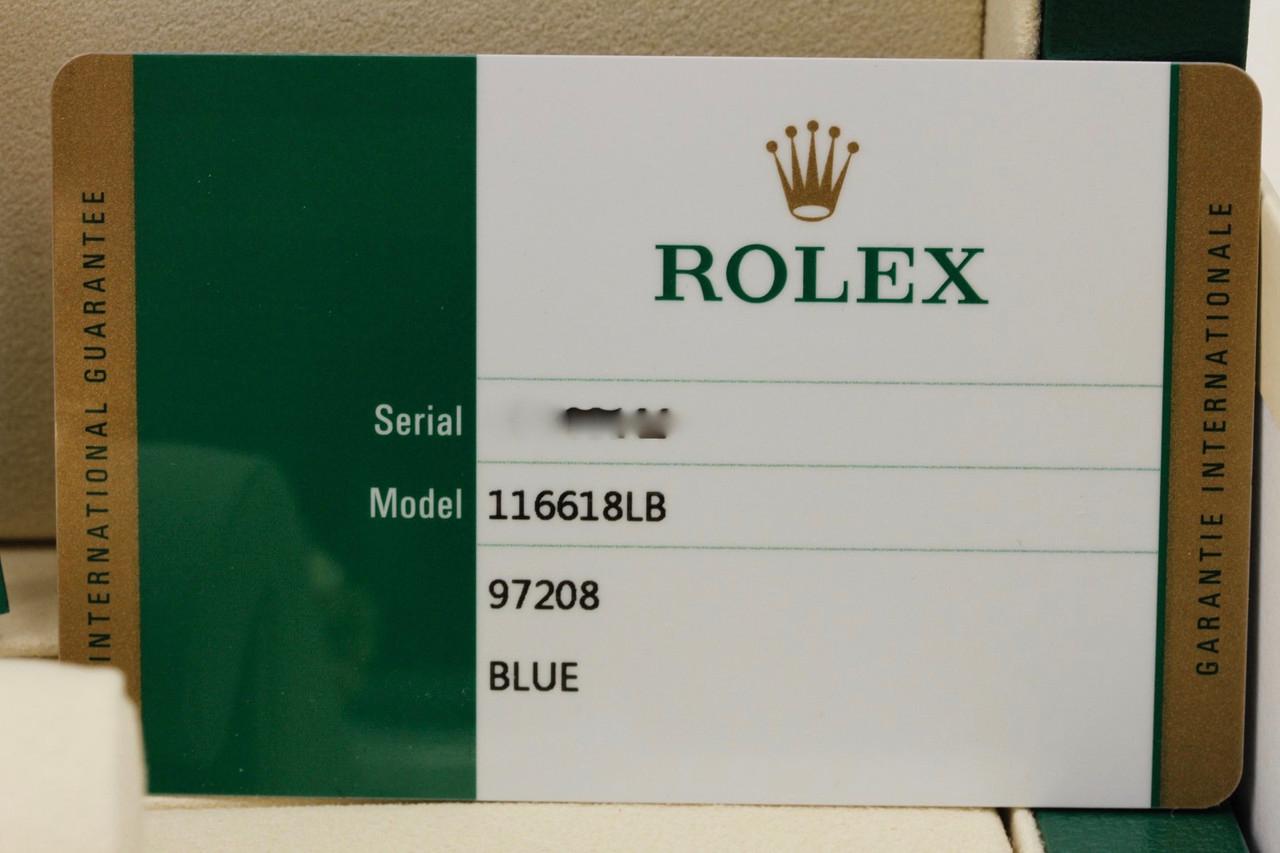 INTERNATIONAL GUARANTEE
ROLEX
Serial
Model 116618LB
97208
BLUE
GARANTIE INTERNATIONALE